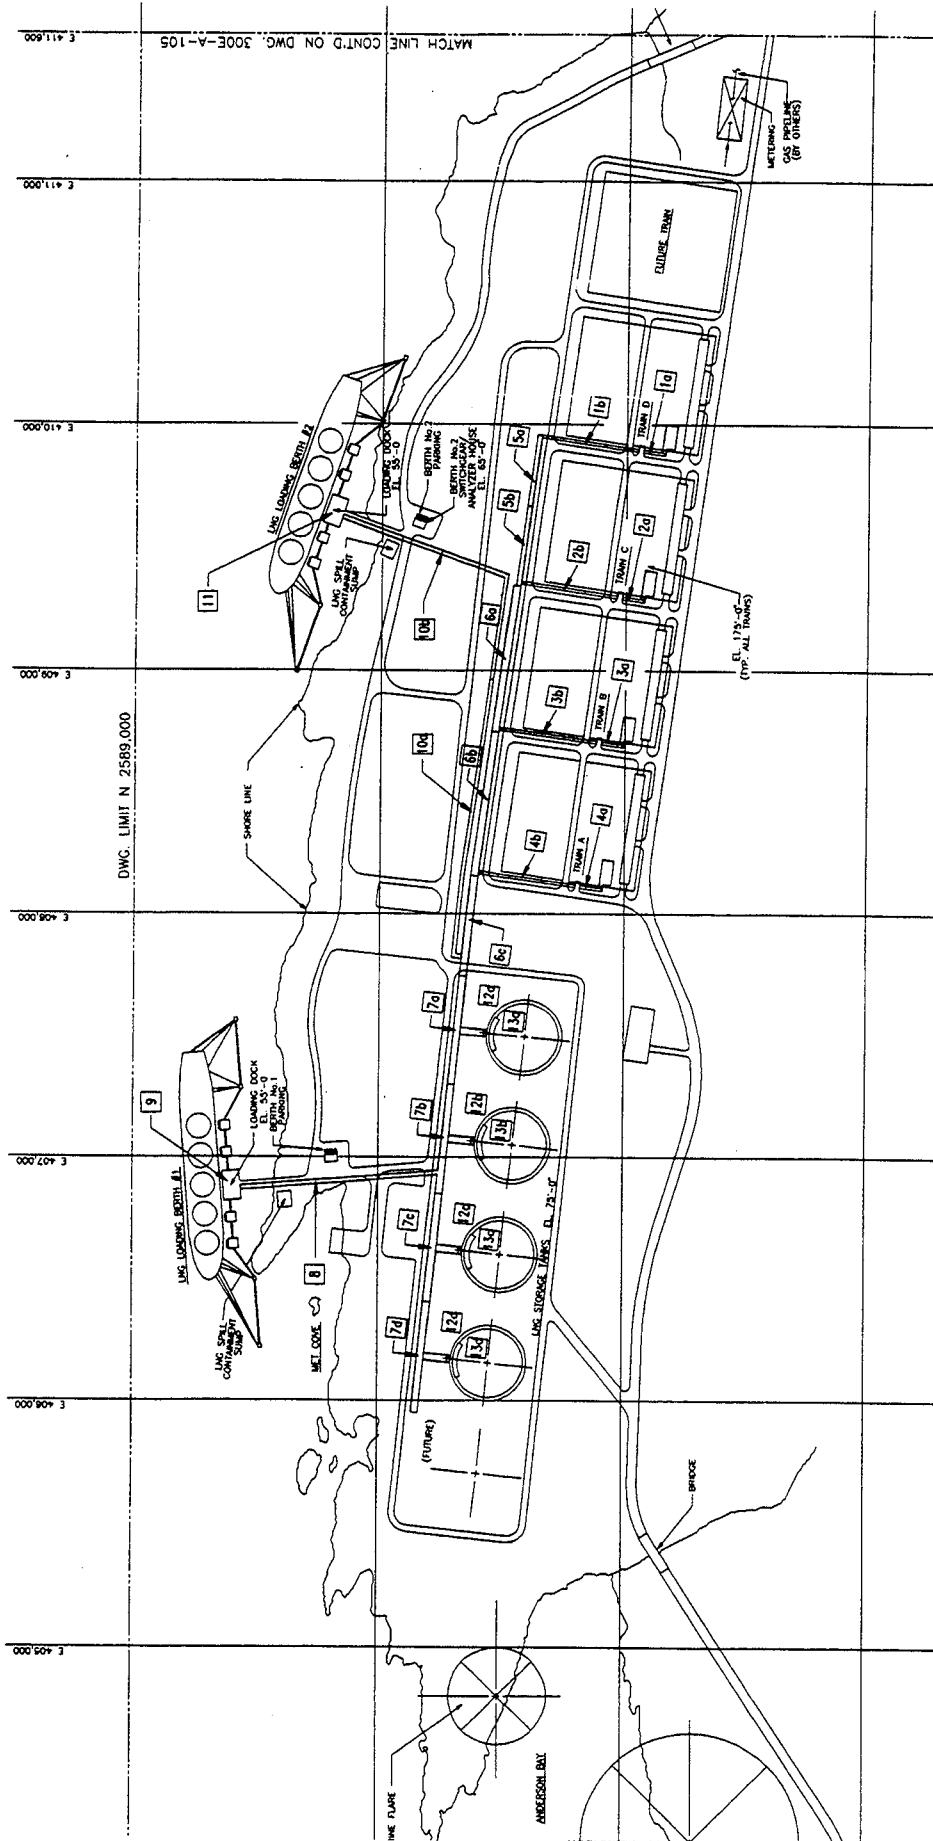 E 411,600
MATCH LINE CONT'D ON DWG. 300E-A-105
METERING
GAS PIPELINE
(BY OTHERS)
E 411,000
FUTURE TRAIN
1a
1b
TRAIN D
5a
5b
E 410,000
LNG LOADING BERTH #2
LOADING DOCK
EL. 55'-0
BERTH No.2
PARKING
BERTH No.2
SWITCHGEAR/
ANALYZER HOUSE
EL. 65'-0
11
LNG SPILL
CONTAINMENT
SUMP
10b
2a
2b
TRAIN C
6a
EL. 175'-0"
(TYP. ALL TRAINS)
E 409,000
3a
3b
TRAIN B
10a
6b
DWG. LIMIT N 2589,000
SHORE LINE
4a
4b
TRAIN A
E 408,000
6c
7a
12a
13a
9
LOADING DOCK
EL. 55'-0
BERTH No.1
PARKING
7b
12b
13b
E 407,000
LNG LOADING BERTH #1
8
7c
LNG STORAGE TANKS EL. 75'-0"
LNG SPILL
CONTAINMENT
SUMP
MET COVE
7d
E 406,000
(FUTURE)
BRIDGE
E 405,000
FLARE
ANDERSON BAY